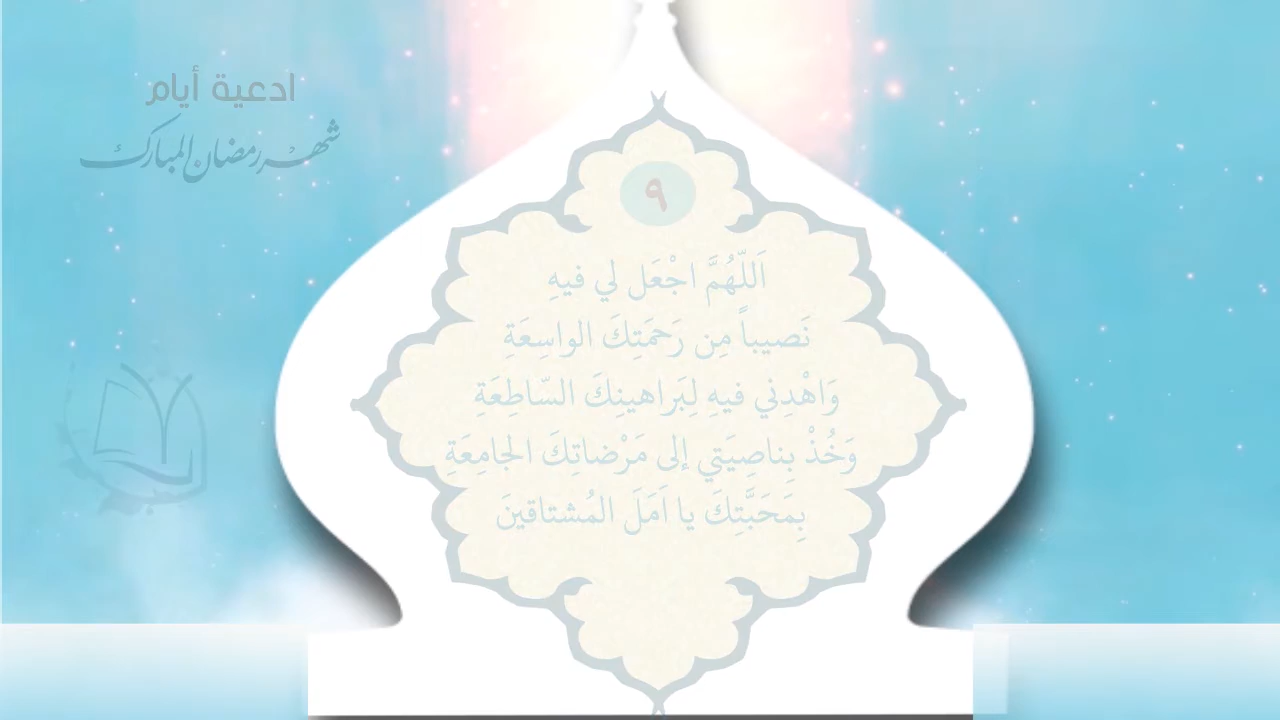 ادعية أيام
شهر رمضان المبارك
٩
اَللّهُمَّ اجْعَل لي فيهِ
نَصيباً مِن رَحمَتِكَ الواسِعَةِ
وَاهْدِني فيهِ لِبَراهينِكَ السّاطِعَةِ
وَخُذْ بِناصِيَتي إلى مَرْضاتِكَ الجامِعَةِ
بِمَحَبَّتِكَ يا اَمَلَ المُشتاقينَ